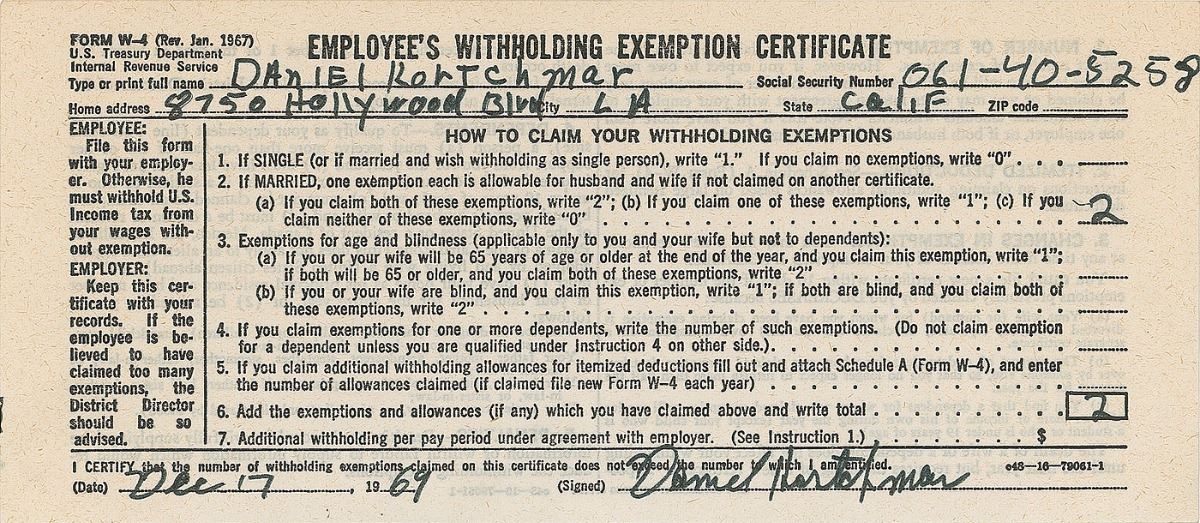 FORM W-4 (Rev. Jan. 1967)
U.S. Treasury Department
Internal Revenue Service
EMPLOYEE'S WITHHOLDING EXEMPTION CERTIFICATE
Type or print full name DANIEL Kortchmar Social Security Number 061-40-5258
Home address 8750 Hollywood Blvd City LA State CaliF ZIP code
EMPLOYEE:
File this form
with your employ-
er. Otherwise, he
must withhold U.S.
Income tax from
your wages with-
out exemption.
EMPLOYER:
Keep this cer-
tificate with your
records. If the
employee is be-
lieved to have
claimed too many
exemptions, the
District Director
should be so
advised.
HOW TO CLAIM YOUR WITHHOLDING EXEMPTIONS
1. If SINGLE (or if married and wish withholding as single person), write "1." If you claim no exemptions, write "0" . . . .
2. If MARRIED, one exemption each is allowable for husband and wife if not claimed on another certificate.
(a) If you claim both of these exemptions, write "2"; (b) If you claim one of these exemptions, write "1"; (c) If you
claim neither of these exemptions, write "0" 2
3. Exemptions for age and blindness (applicable only to you and your wife but not to dependents):
(a) If you or your wife will be 65 years of age or older at the end of the year, and you claim this exemption, write "1";
if both will be 65 or older, and you claim both of these exemptions, write "2"
(b) If you or your wife are blind, and you claim this exemption, write "1"; if both are blind, and you claim both of
these exemptions, write "2"
4. If you claim exemptions for one or more dependents, write the number of such exemptions. (Do not claim exemption
for a dependent unless you are qualified under Instruction 4 on other side.)
5. If you claim additional withholding allowances for itemized deductions fill out and attach Schedule A (Form W-4), and enter
the number of allowances claimed (if claimed file new Form W-4 each year)
6. Add the exemptions and allowances (if any) which you have claimed above and write total 2
7. Additional withholding per pay period under agreement with employer. (See Instruction 1.) $
I CERTIFY that the number of withholding exemptions claimed on this certificate does not exceed the number to which I am entitled. c48-16-79061-1
(Date) Dec 17, 1969 (Signed) Daniel Kortchmar